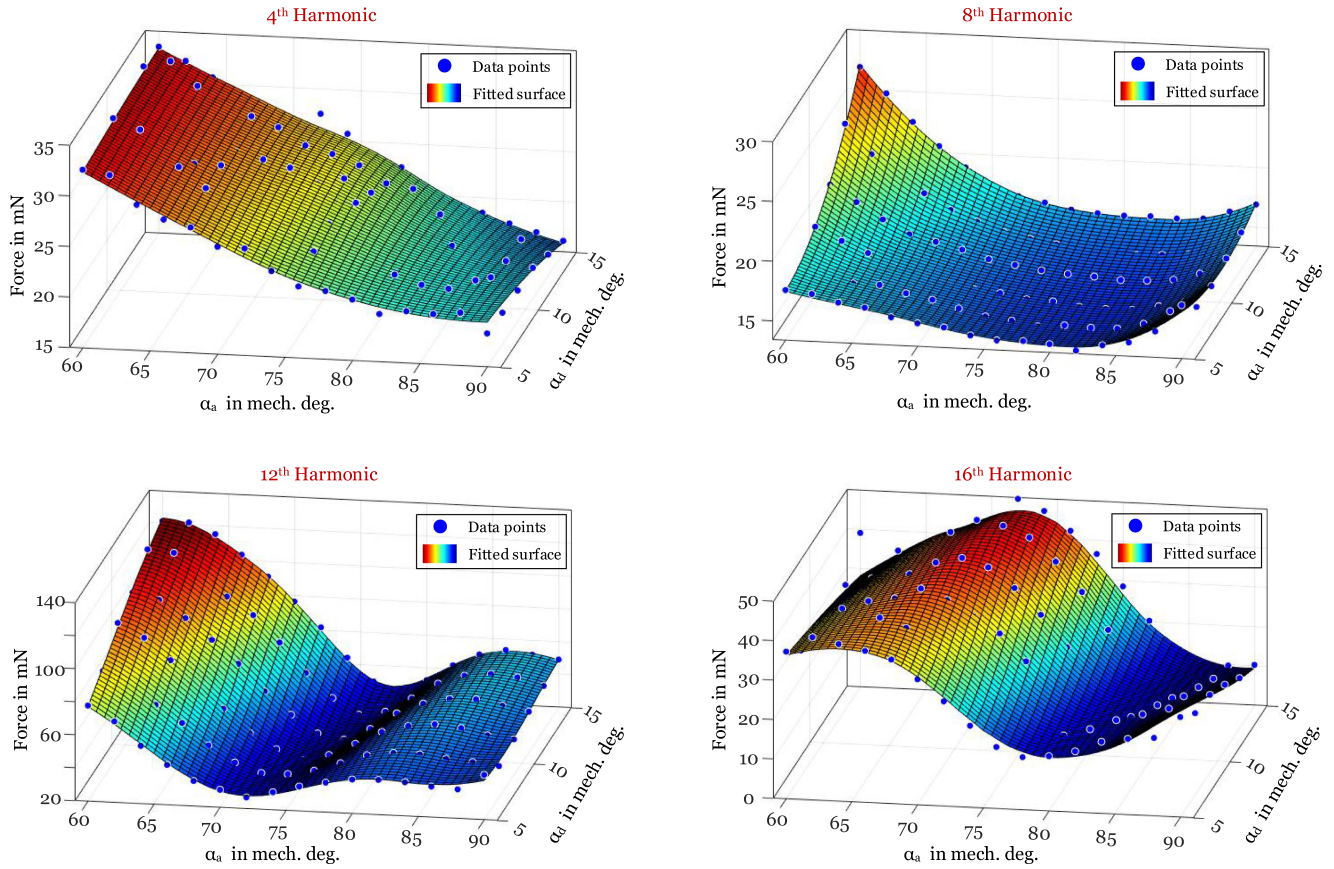 4th Harmonic
Data points
Fitted surface
Force in mN
35
30
25
20
15
60
65
70
75
80
85
90
5
10
15
αₐ in mech. deg.
α_d in mech. deg.
8th Harmonic
Data points
Fitted surface
Force in mN
30
25
20
15
60
65
70
75
80
85
90
5
10
15
αₐ in mech. deg.
α_d in mech. deg.
12th Harmonic
Data points
Fitted surface
Force in mN
140
100
60
20
60
65
70
75
80
85
90
5
10
15
αₐ in mech. deg.
α_d in mech. deg.
16th Harmonic
Data points
Fitted surface
Force in mN
50
40
30
20
10
0
60
65
70
75
80
85
90
5
10
15
αₐ in mech. deg.
α_d in mech. deg.